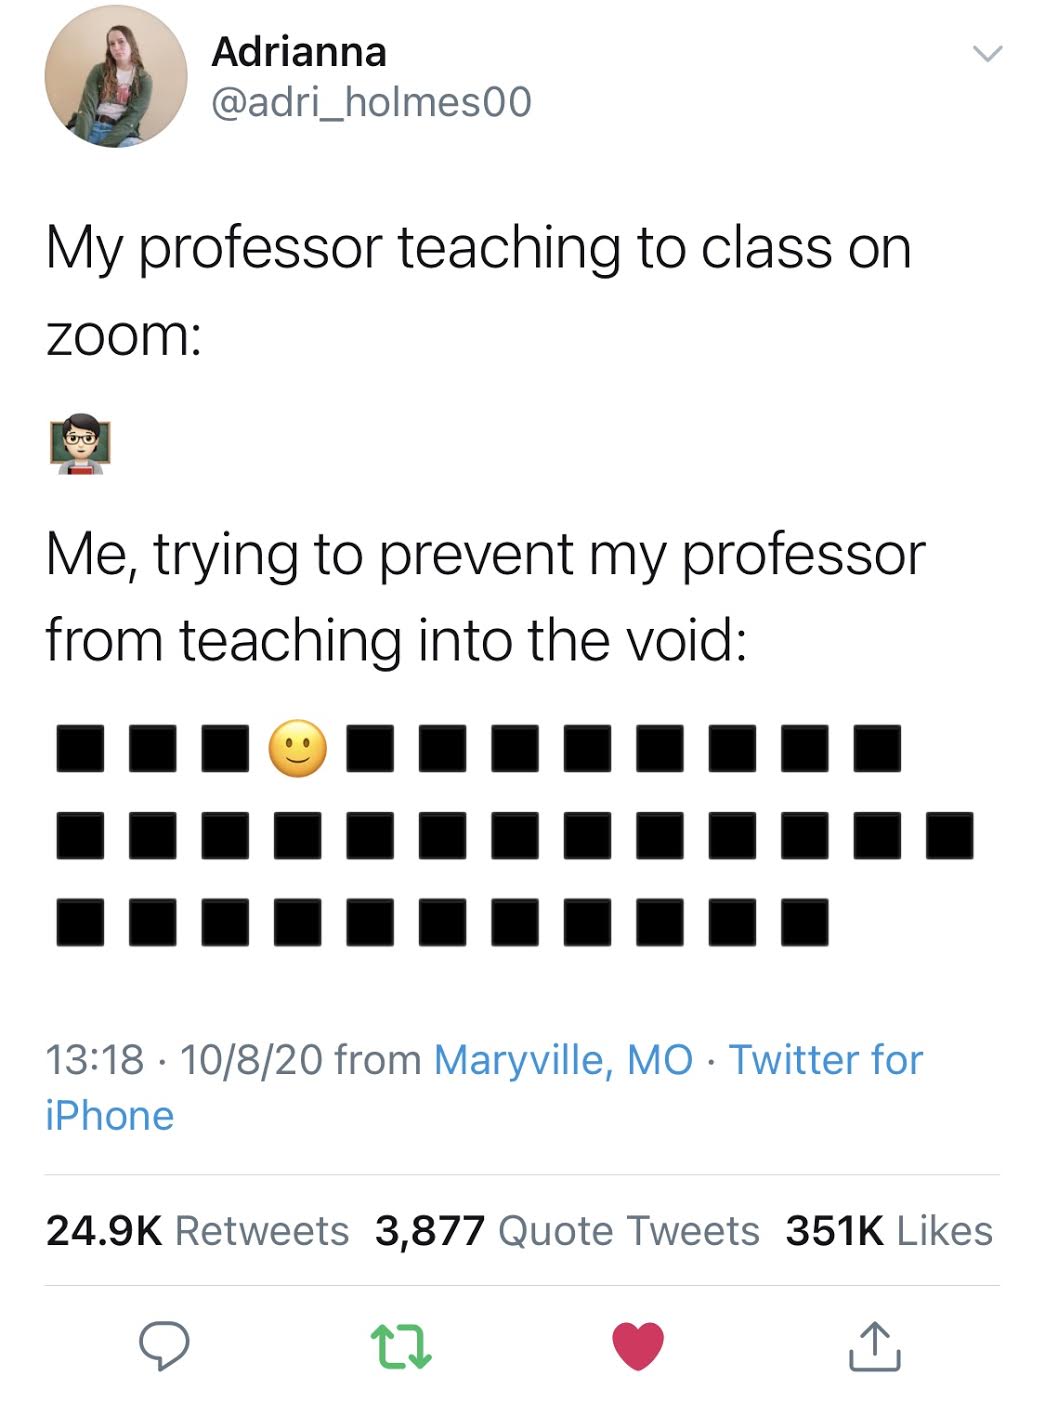 Adrianna
@adri_holmes00
My professor teaching to class on
zoom:
Me, trying to prevent my professor
from teaching into the void:
13:18 · 10/8/20 from Maryville, MO · Twitter for
iPhone
24.9K Retweets 3,877 Quote Tweets 351K Likes